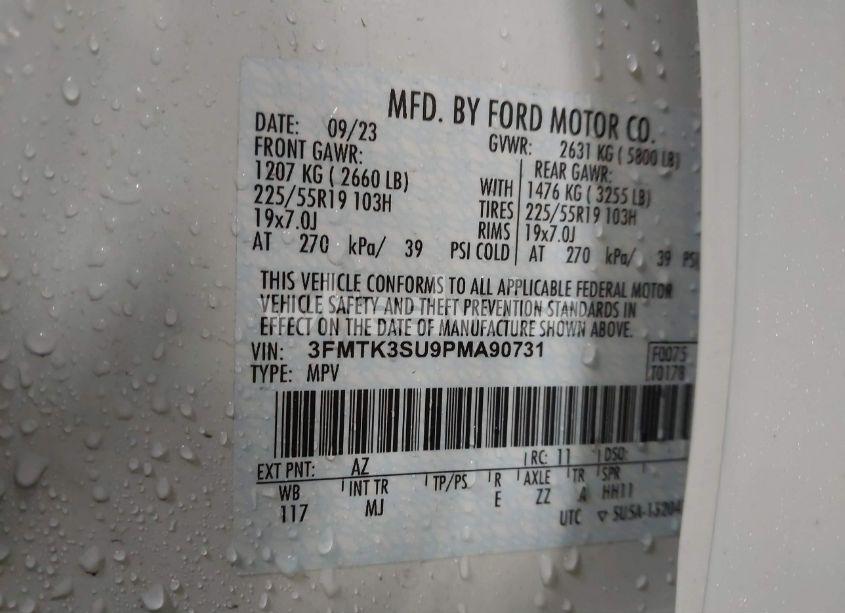 MFD. BY FORD MOTOR CO.
DATE: 09/23 GVWR: 2631 KG ( 5800 LB)
FRONT GAWR: REAR GAWR:
1207 KG ( 2660 LB) WITH 1476 KG ( 3255 LB)
225/55R19 103H TIRES 225/55R19 103H
19x7.0J RIMS 19x7.0J
AT 270 kPa/ 39 PSI COLD AT 270 kPa/ 39 PSI
THIS VEHICLE CONFORMS TO ALL APPLICABLE FEDERAL MOTOR
VEHICLE SAFETY AND THEFT PREVENTION STANDARDS IN
EFFECT ON THE DATE OF MANUFACTURE SHOWN ABOVE.
VIN: 3FMTK3SU9PMA90731 F0075
TYPE: MPV T0178
EXT PNT: AZ RC: 11 DSO:
WB INT TR TP/PS R AXLE TR SPR
117 MJ E ZZ A HH11
UTC